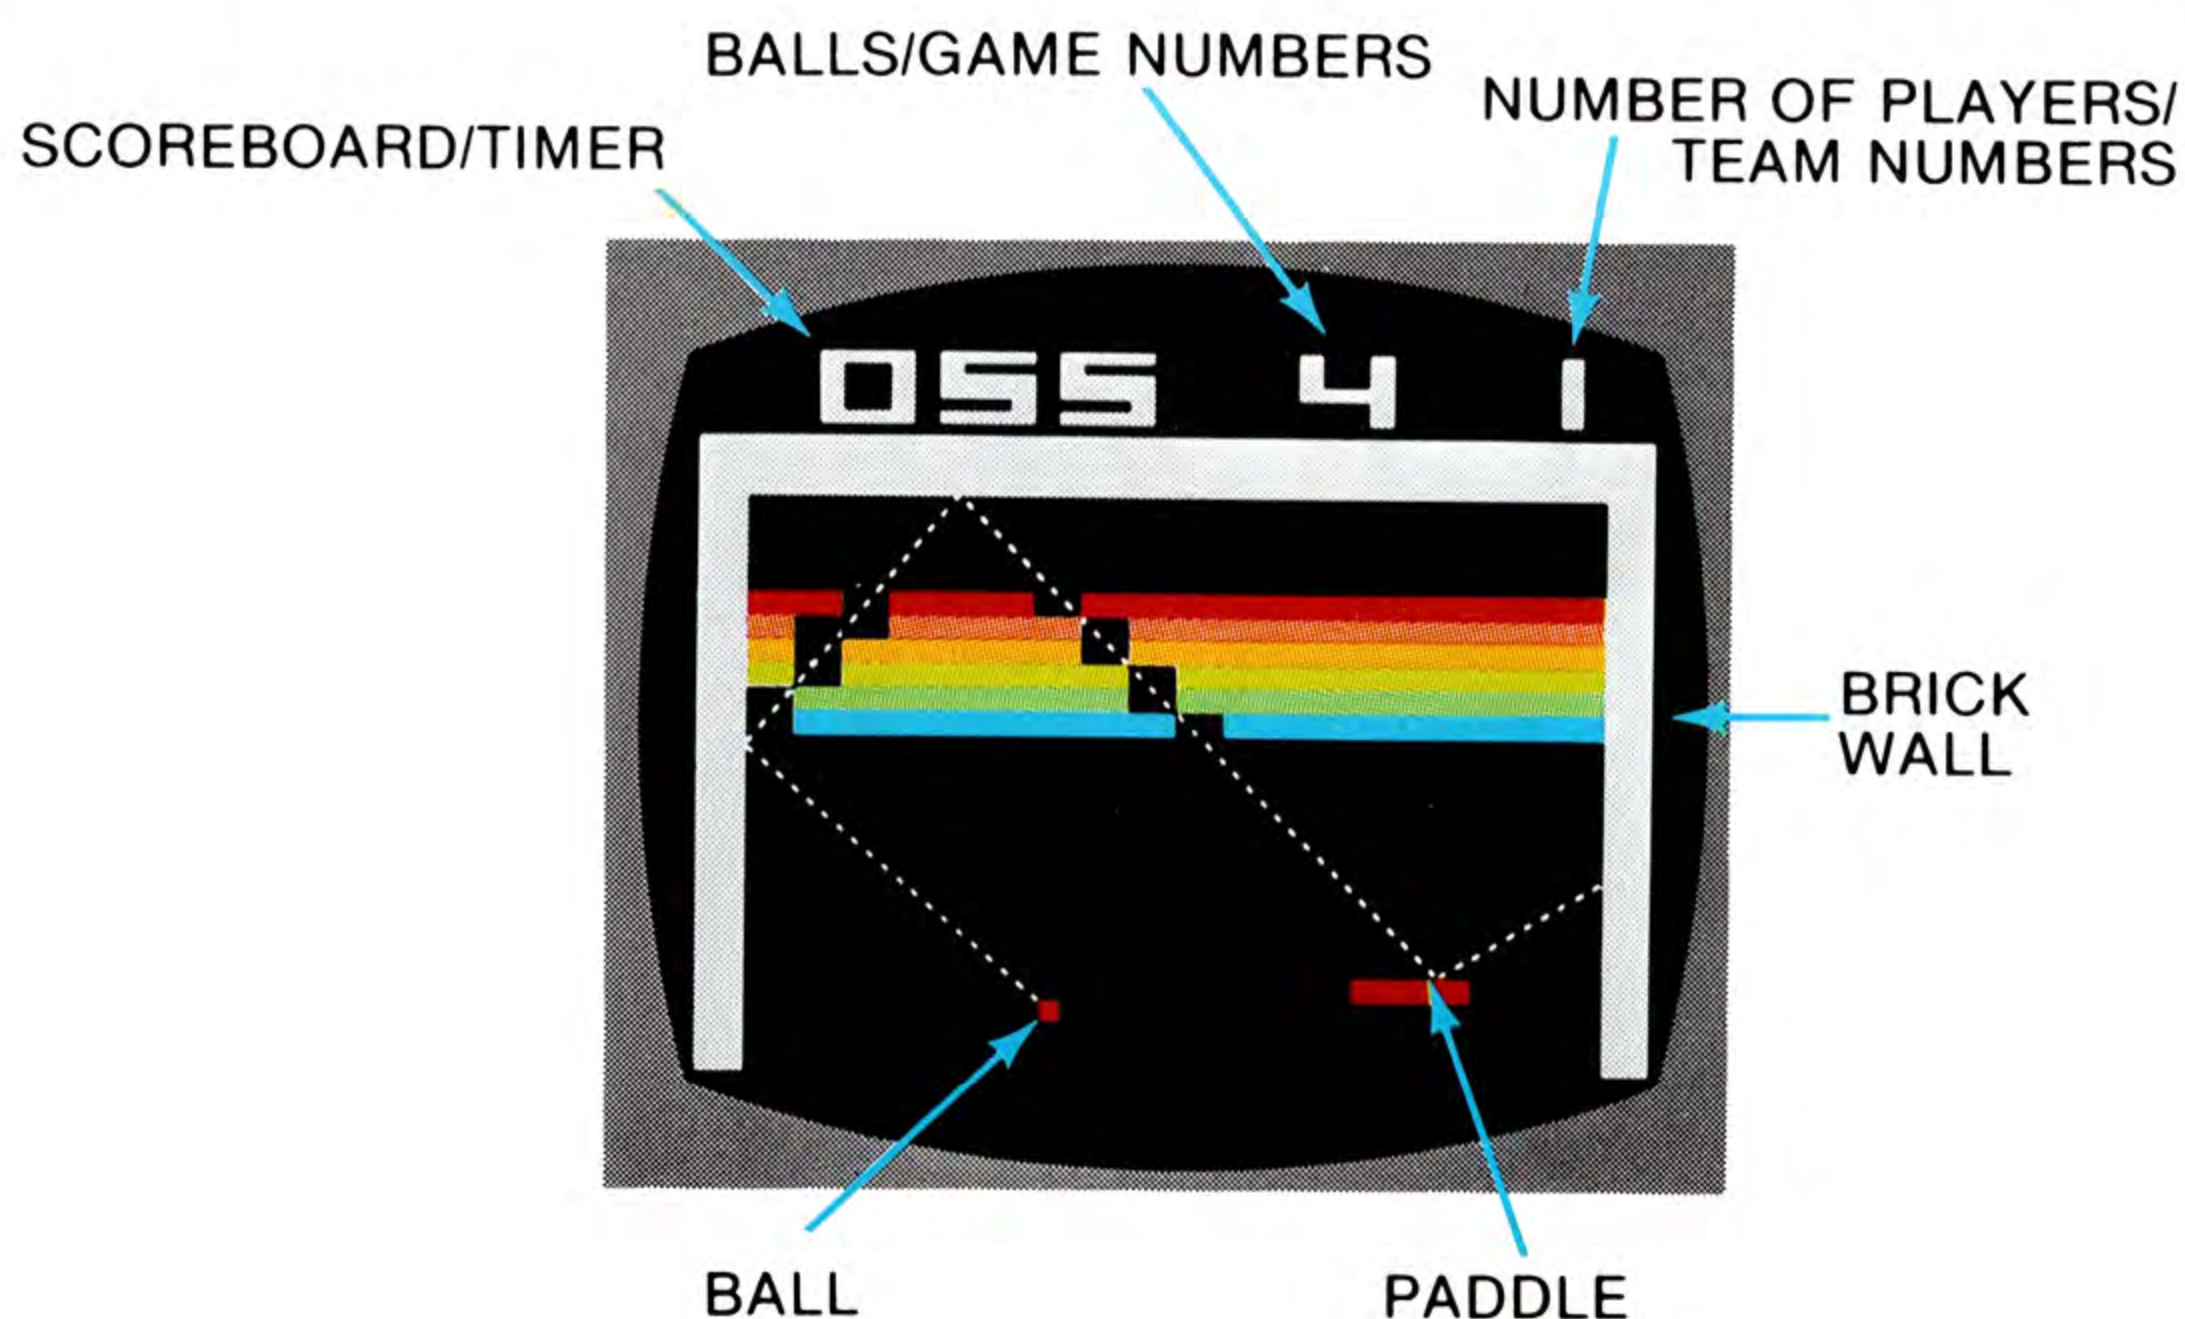 BALLS/GAME NUMBERS
NUMBER OF PLAYERS/
TEAM NUMBERS
SCOREBOARD/TIMER
055 4 1
BRICK
WALL
BALL
PADDLE